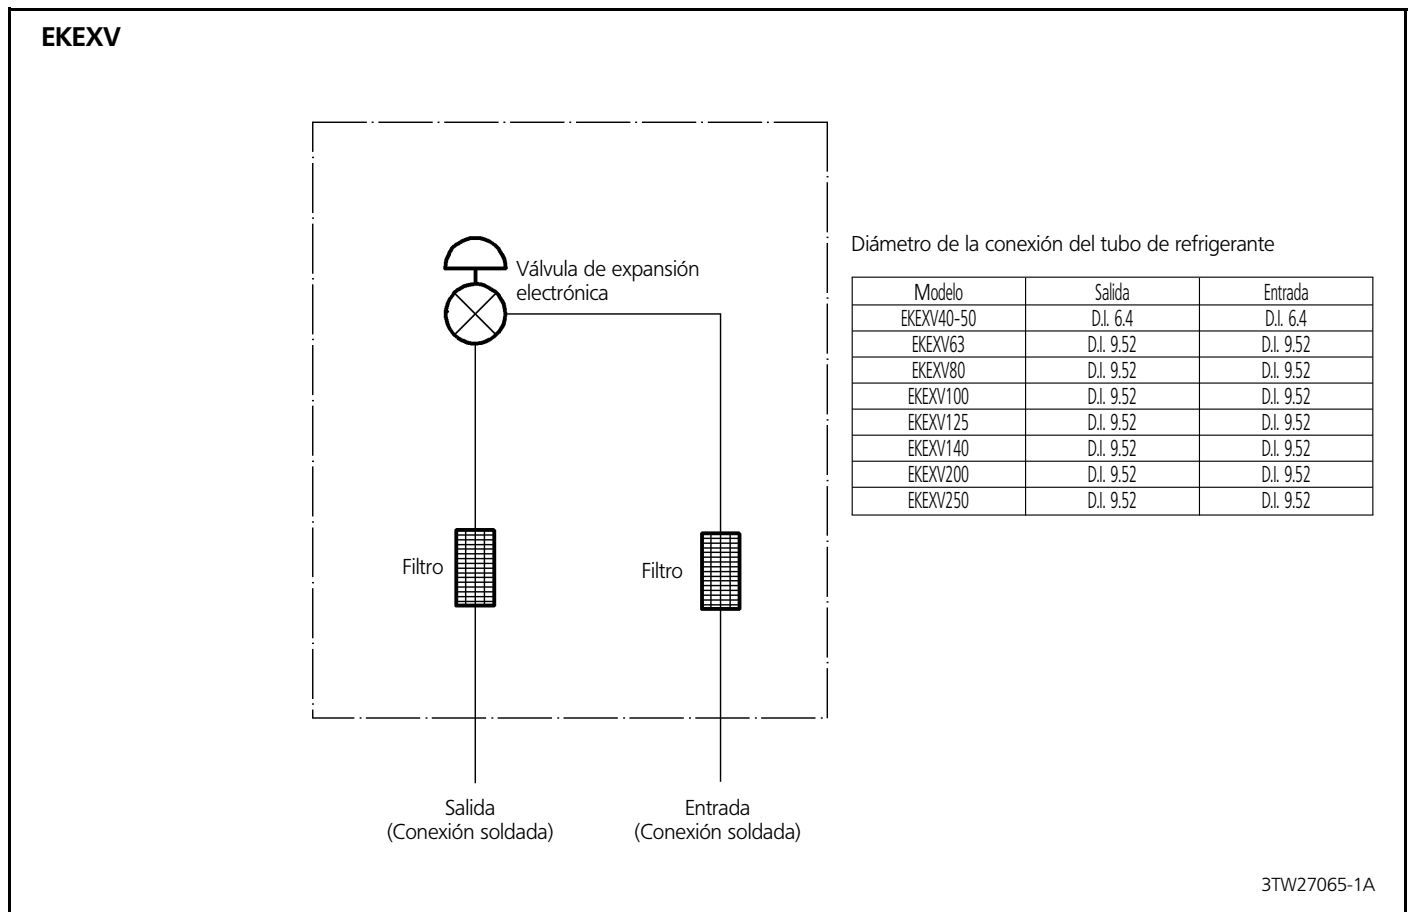 EKEXV
Válvula de expansión
electrónica
Filtro
Filtro
Salida
(Conexión soldada)
Entrada
(Conexión soldada)
Diámetro de la conexión del tubo de refrigerante
Modelo Salida Entrada
EKEXV40-50 D.I. 6.4 D.I. 6.4
EKEXV63 D.I. 9.52 D.I. 9.52
EKEXV80 D.I. 9.52 D.I. 9.52
EKEXV100 D.I. 9.52 D.I. 9.52
EKEXV125 D.I. 9.52 D.I. 9.52
EKEXV140 D.I. 9.52 D.I. 9.52
EKEXV200 D.I. 9.52 D.I. 9.52
EKEXV250 D.I. 9.52 D.I. 9.52
3TW27065-1A